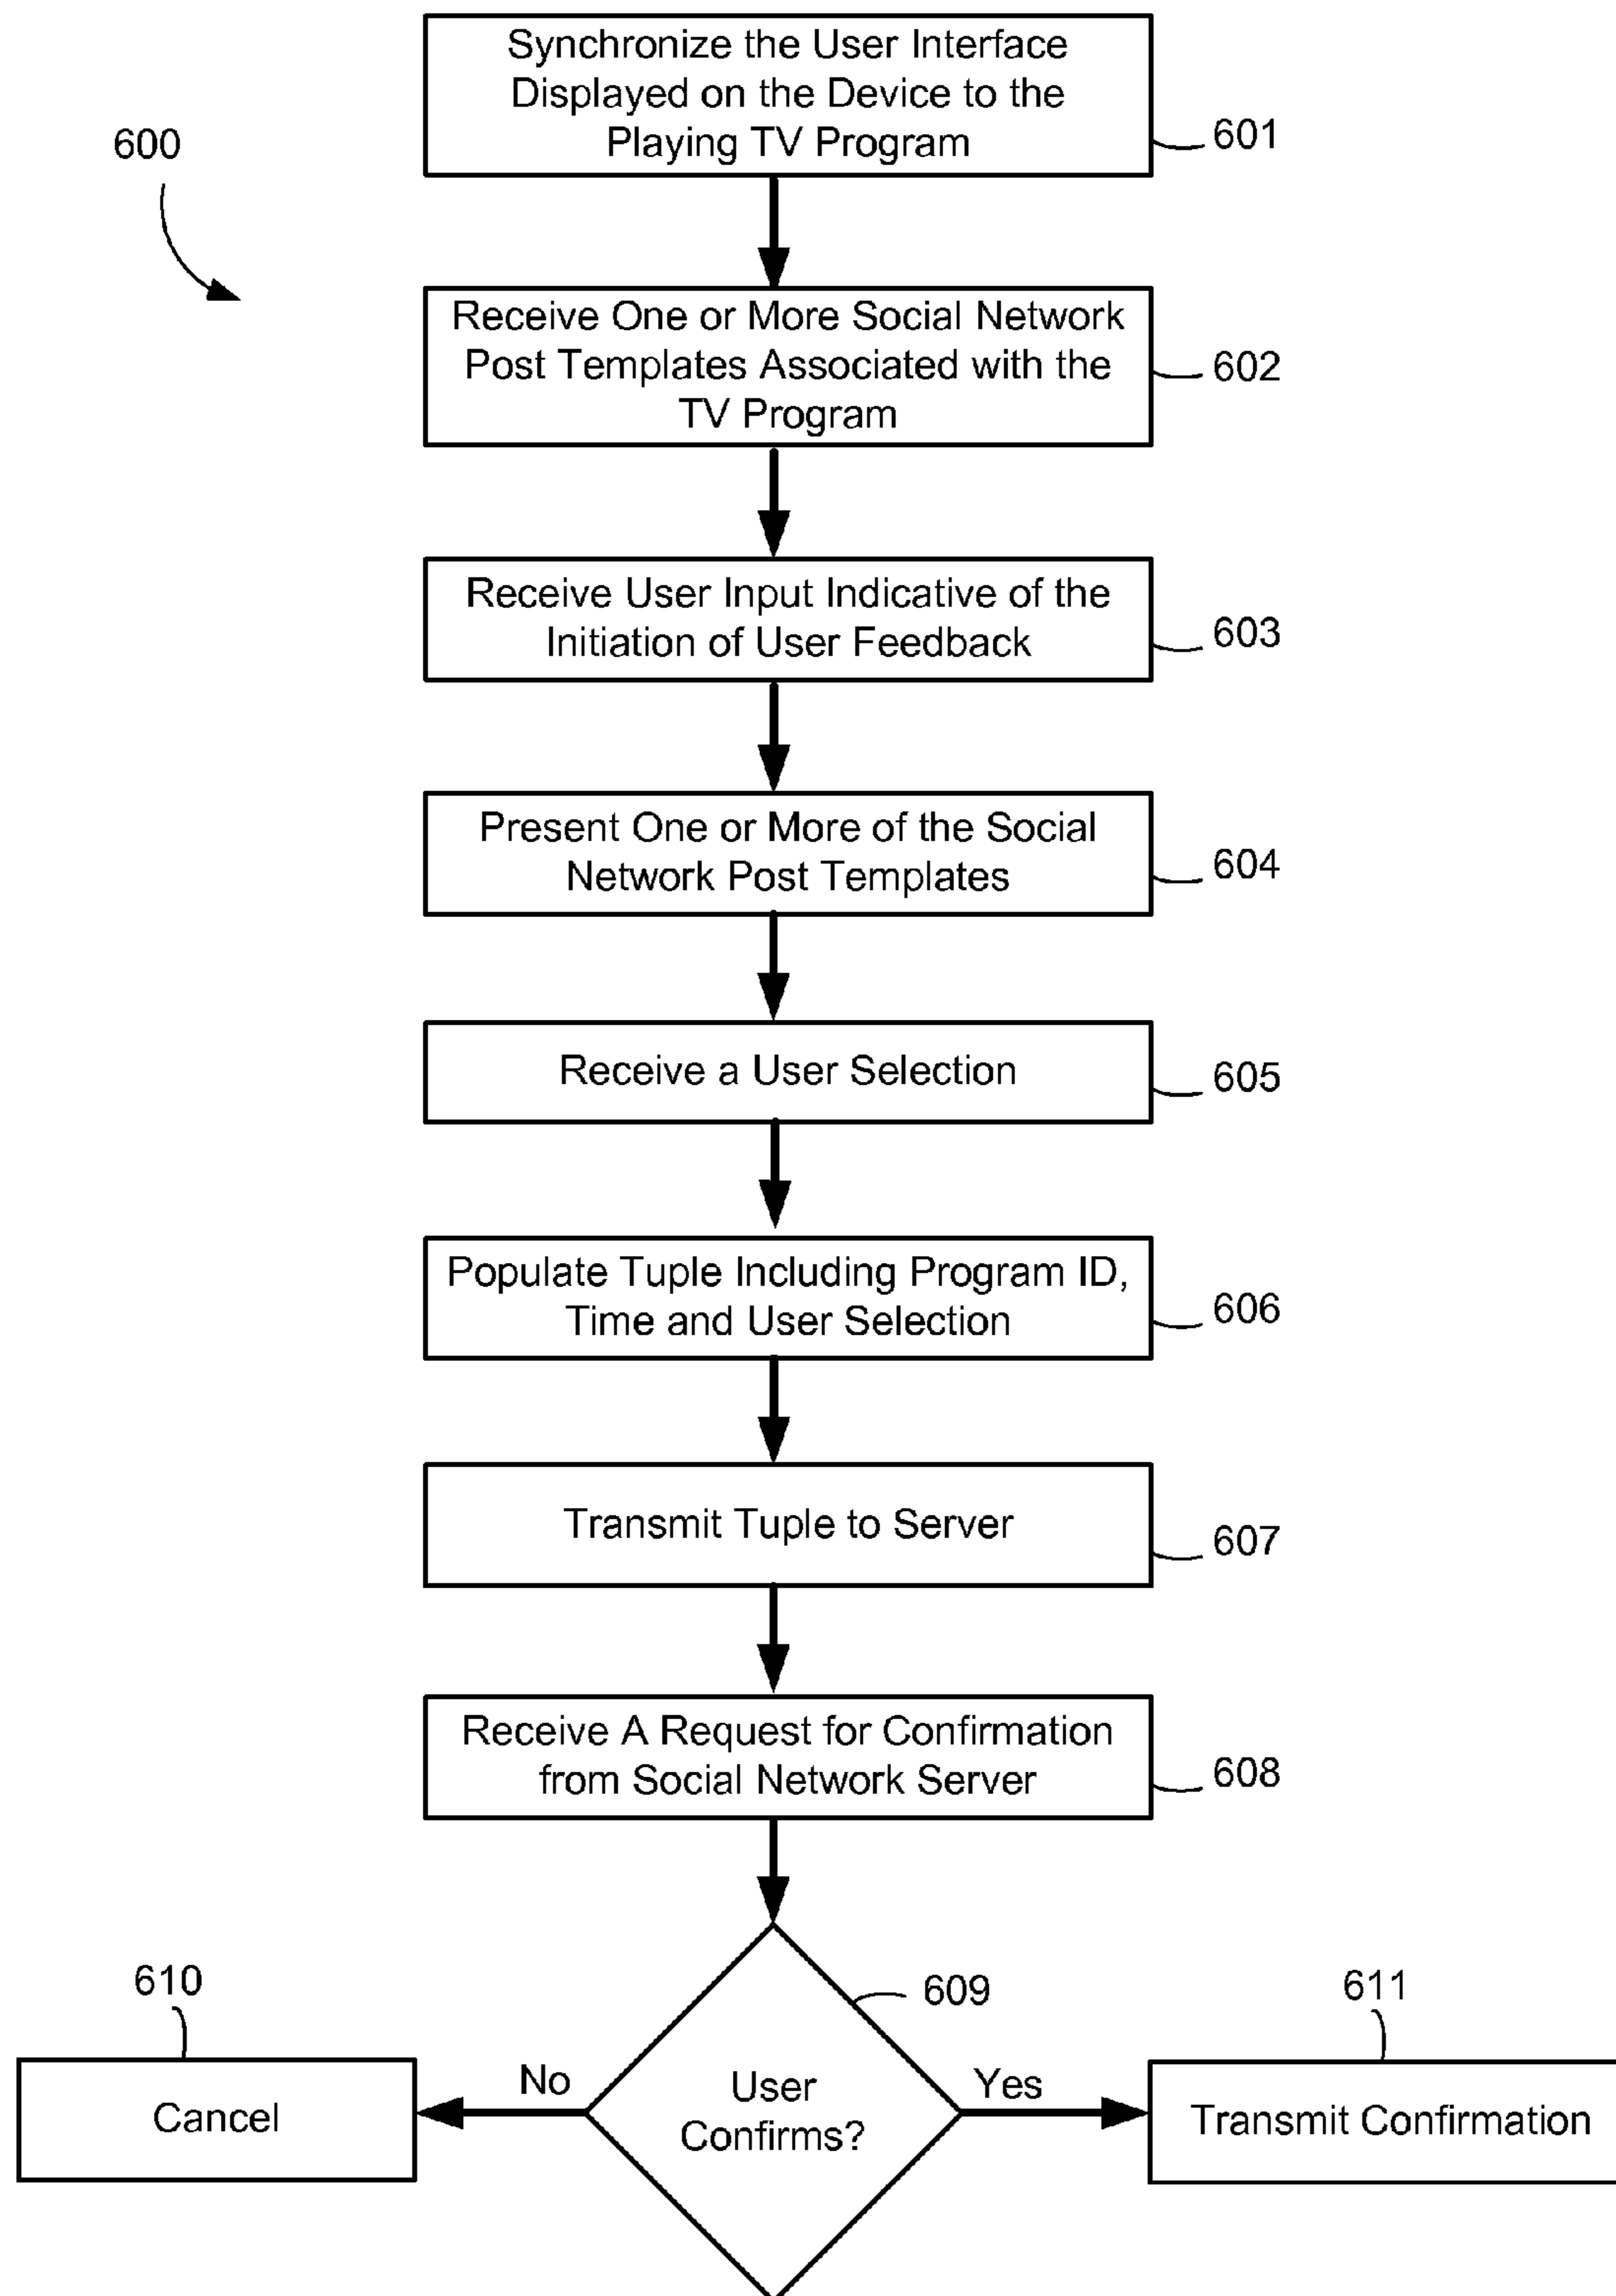 600
Synchronize the User Interface
Displayed on the Device to the
Playing TV Program
601
Receive One or More Social Network
Post Templates Associated with the
TV Program
602
Receive User Input Indicative of the
Initiation of User Feedback
603
Present One or More of the Social
Network Post Templates
604
Receive a User Selection
605
Populate Tuple Including Program ID,
Time and User Selection
606
Transmit Tuple to Server
607
Receive A Request for Confirmation
from Social Network Server
608
609
User
Confirms?
No
610
Cancel
Yes
611
Transmit Confirmation